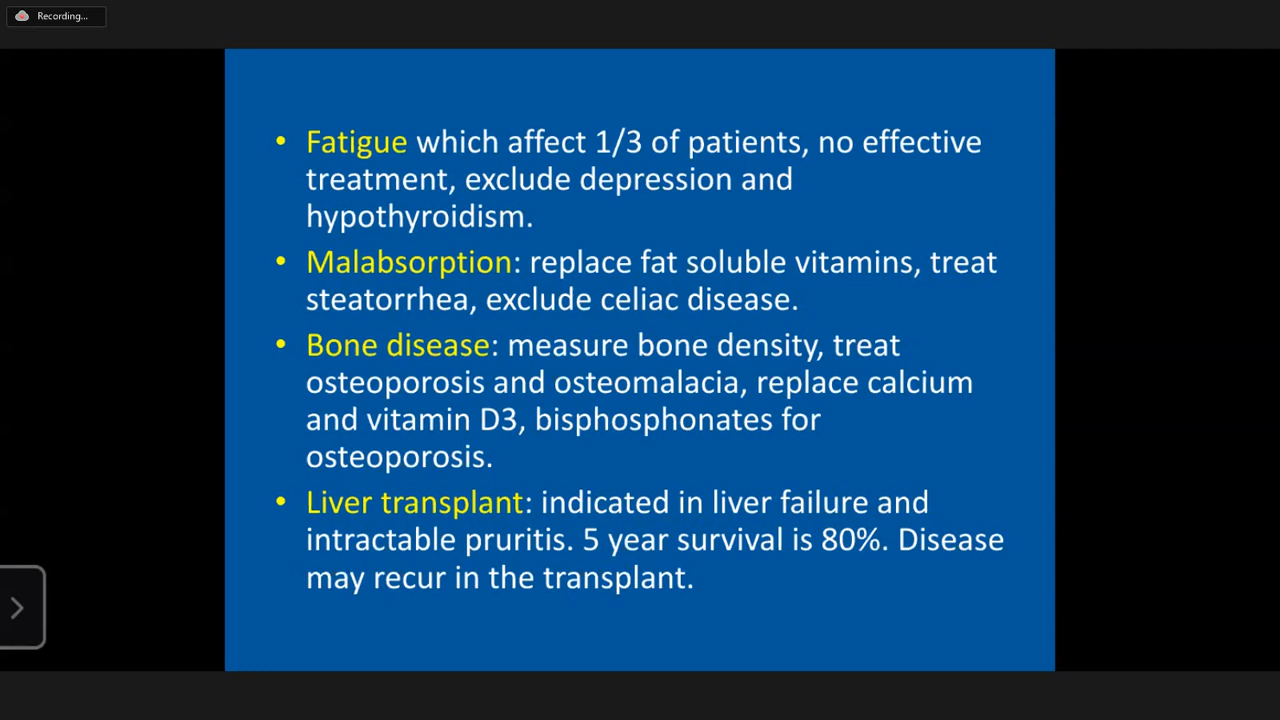 Recording...
• Fatigue which affect 1/3 of patients, no effective
treatment, exclude depression and
hypothyroidism.
• Malabsorption: replace fat soluble vitamins, treat
steatorrhea, exclude celiac disease.
• Bone disease: measure bone density, treat
osteoporosis and osteomalacia, replace calcium
and vitamin D3, bisphosphonates for
osteoporosis.
• Liver transplant: indicated in liver failure and
intractable pruritis. 5 year survival is 80%. Disease
may recur in the transplant.